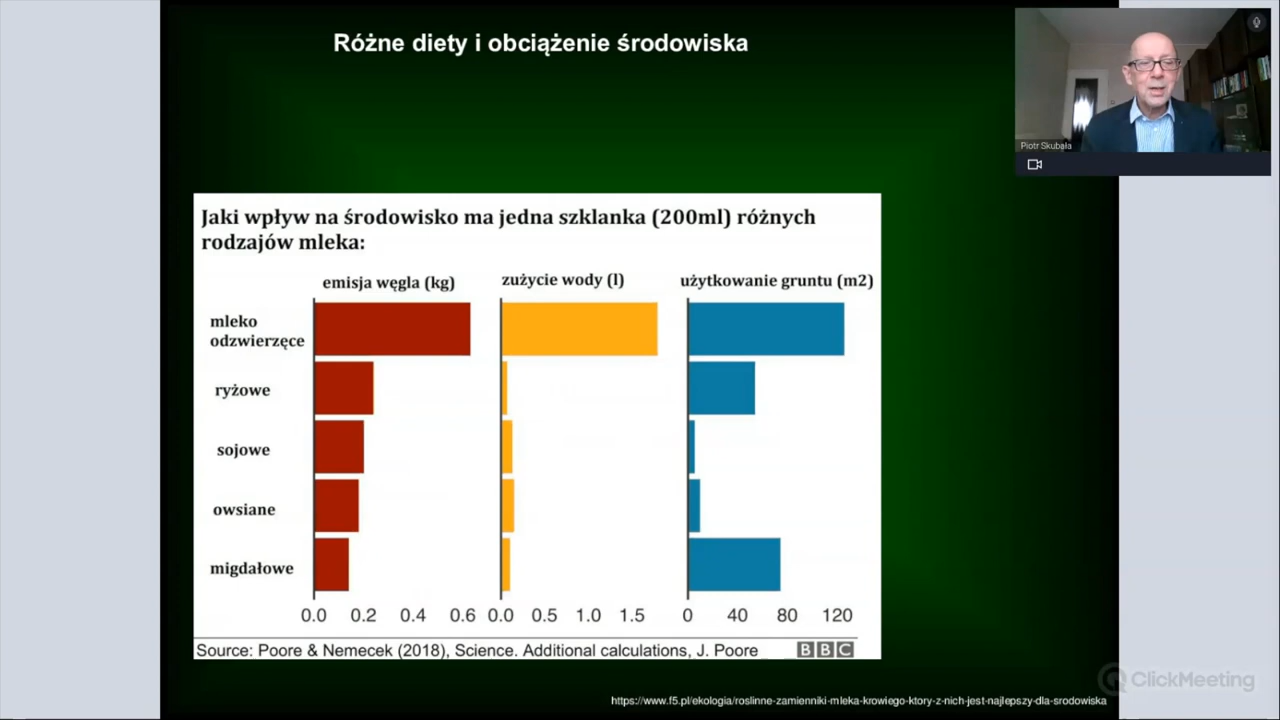 Różne diety i obciążenie środowiska
Piotr Skubała
Jaki wpływ na środowisko ma jedna szklanka (200ml) różnych
rodzajów mleka:
emisja węgla (kg) zużycie wody (l) użytkowanie gruntu (m2)
mleko
odzwierzęce
ryżowe
sojowe
owsiane
migdałowe
0.0 0.2 0.4 0.6 0.0 0.5 1.0 1.5 0 40 80 120
Source: Poore & Nemecek (2018), Science. Additional calculations, J. Poore BBC
ClickMeeting
https://www.f5.pl/ekologia/roslinne-zamienniki-mleka-krowiego-ktory-z-nich-jest-najlepszy-dla-srodowiska